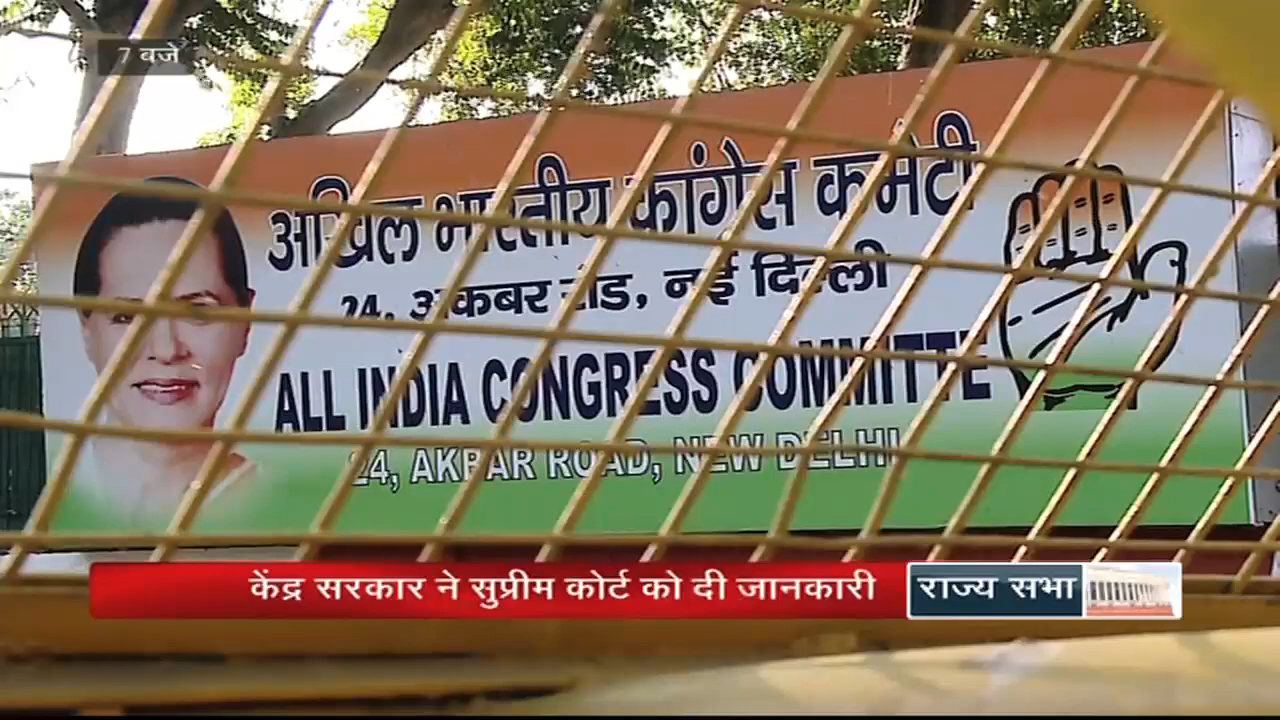 7 बजे
अखिल भारतीय कांग्रेस कमेटी
24, अकबर रोड, नई दिल्ली
ALL INDIA CONGRESS COMMITTE
24, AKBAR ROAD, NEW DELHI
केंद्र सरकार ने सुप्रीम कोर्ट को दी जानकारी
राज्य सभा